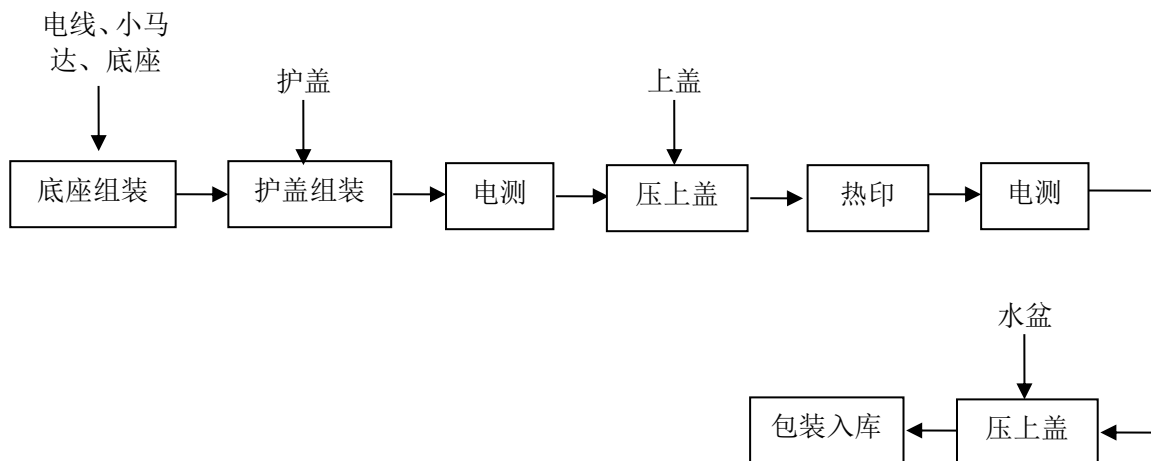 电线、小马
达、底座
护盖
上盖
底座组装
护盖组装
电测
压上盖
热印
电测
水盆
包装入库
压上盖